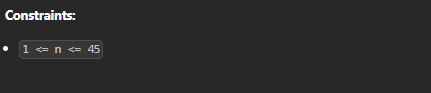 Constraints:
1 <= n <= 45